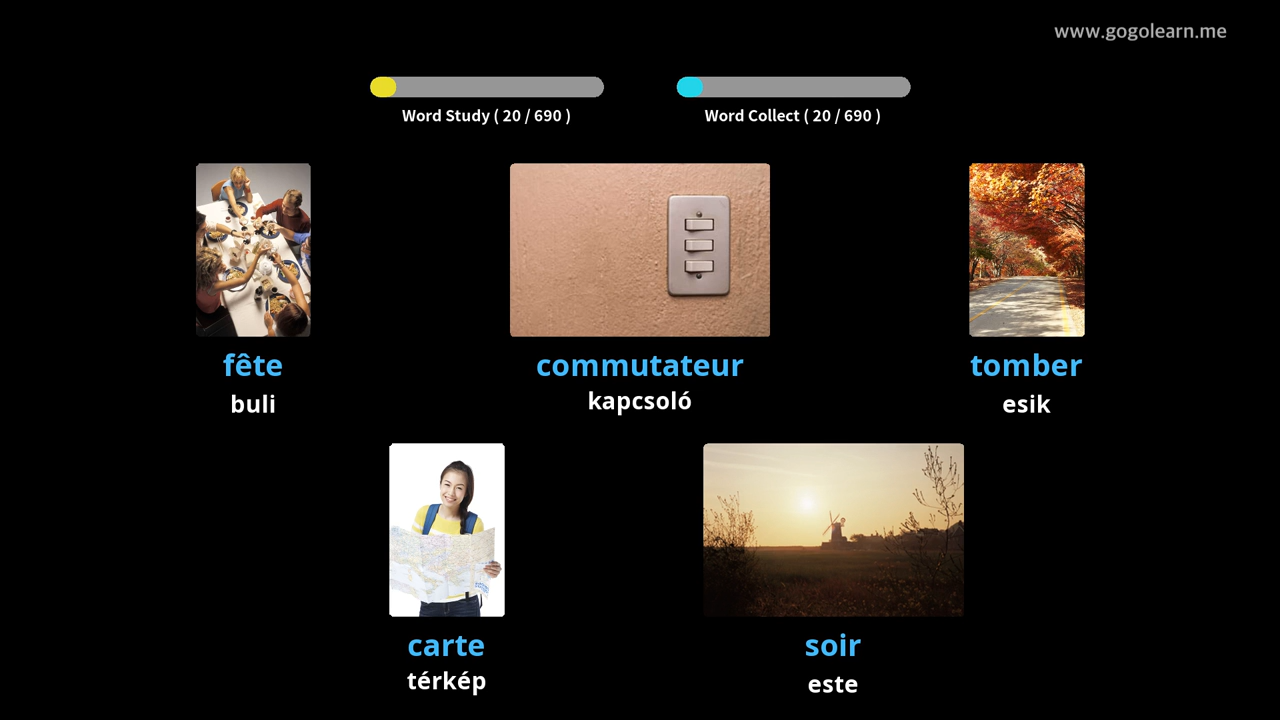 www.gogolearn.me
Word Study ( 20 / 690 )
Word Collect ( 20 / 690 )
fête
commutateur
tomber
buli
kapcsoló
esik
carte
soir
térkép
este